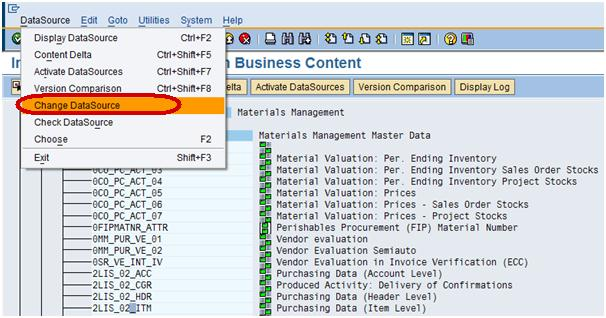 DataSource Edit Goto Utilities System Help
Display DataSource Ctrl+F2
Content Delta Ctrl+Shift+F5
Activate DataSources Ctrl+Shift+F7
Version Comparison Ctrl+Shift+F8
Change DataSource
Check DataSource
Choose F2
Exit Shift+F3
In Business Content
elta Activate DataSources Version Comparison Display Log
Materials Management
Materials Management Master Data
Material Valuation: Per. Ending Inventory
0CO_PC_ACT_03 Material Valuation: Per. Ending Inventory Sales Order Stocks
0CO_PC_ACT_04 Material Valuation: Per. Ending Inventory Project Stocks
0CO_PC_ACT_05 Material Valuation: Prices
0CO_PC_ACT_06 Material Valuation: Prices - Sales Order Stocks
0CO_PC_ACT_07 Material Valuation: Prices - Project Stocks
0FIPMATNR_ATTR Perishables Procurement (FIP) Material Number
0MM_PUR_VE_01 Vendor evaluation
0MM_PUR_VE_02 Vendor Evaluation Semiauto
0SR_VE_INT_IV Vendor Evaluation in Invoice Verification (ECC)
2LIS_02_ACC Purchasing Data (Account Level)
2LIS_02_CGR Produced Activity: Delivery of Confirmations
2LIS_02_HDR Purchasing Data (Header Level)
2LIS_02_ITM Purchasing Data (Item Level)